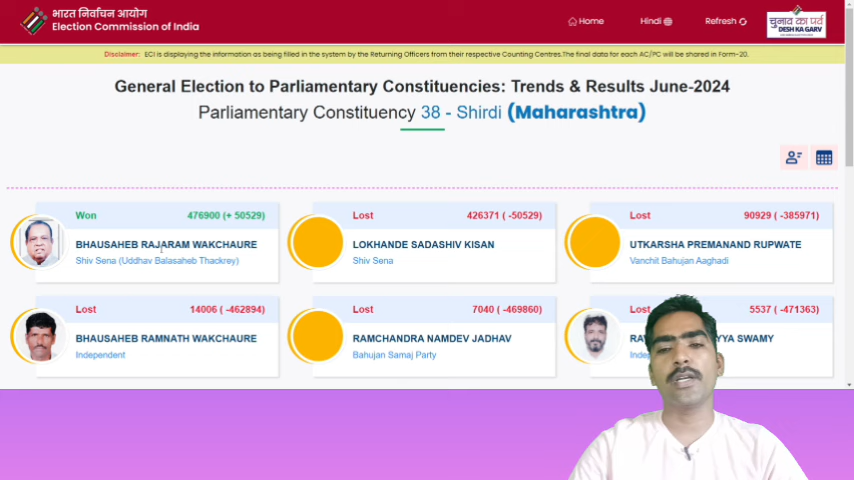 भारत निर्वाचन आयोग
Election Commission of India
Home
Hindi
Refresh
चुनाव का पर्व
DESH KA GARV
Disclaimer: ECI is displaying the information as being filled in the system by the Returning Officers from their respective Counting Centres.The final data for each AC/PC will be shared in Form-20.
General Election to Parliamentary Constituencies: Trends & Results June-2024
Parliamentary Constituency 38 - Shirdi (Maharashtra)
Won 476900 (+ 50529)
BHAUSAHEB RAJARAM WAKCHAURE
Shiv Sena (Uddhav Balasaheb Thackrey)
Lost 426371 ( -50529)
LOKHANDE SADASHIV KISAN
Shiv Sena
Lost 90929 ( -385971)
UTKARSHA PREMANAND RUPWATE
Vanchit Bahujan Aaghadi
Lost 14006 ( -462894)
BHAUSAHEB RAMNATH WAKCHAURE
Independent
Lost 7040 ( -469860)
RAMCHANDRA NAMDEV JADHAV
Bahujan Samaj Party
Lost 5537 ( -471363)
SWAMY